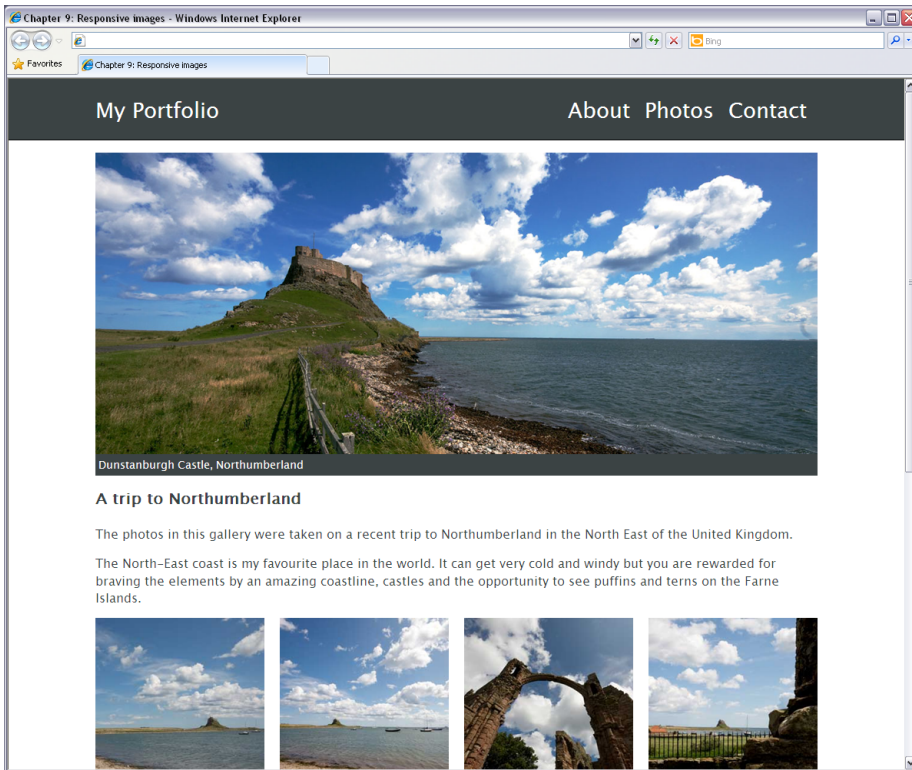 Chapter 9: Responsive images - Windows Internet Explorer
Bing
Favorites
Chapter 9: Responsive images
My Portfolio
About Photos Contact
Dunstanburgh Castle, Northumberland
A trip to Northumberland
The photos in this gallery were taken on a recent trip to Northumberland in the North East of the United Kingdom.
The North-East coast is my favourite place in the world. It can get very cold and windy but you are rewarded for
braving the elements by an amazing coastline, castles and the opportunity to see puffins and terns on the Farne
Islands.